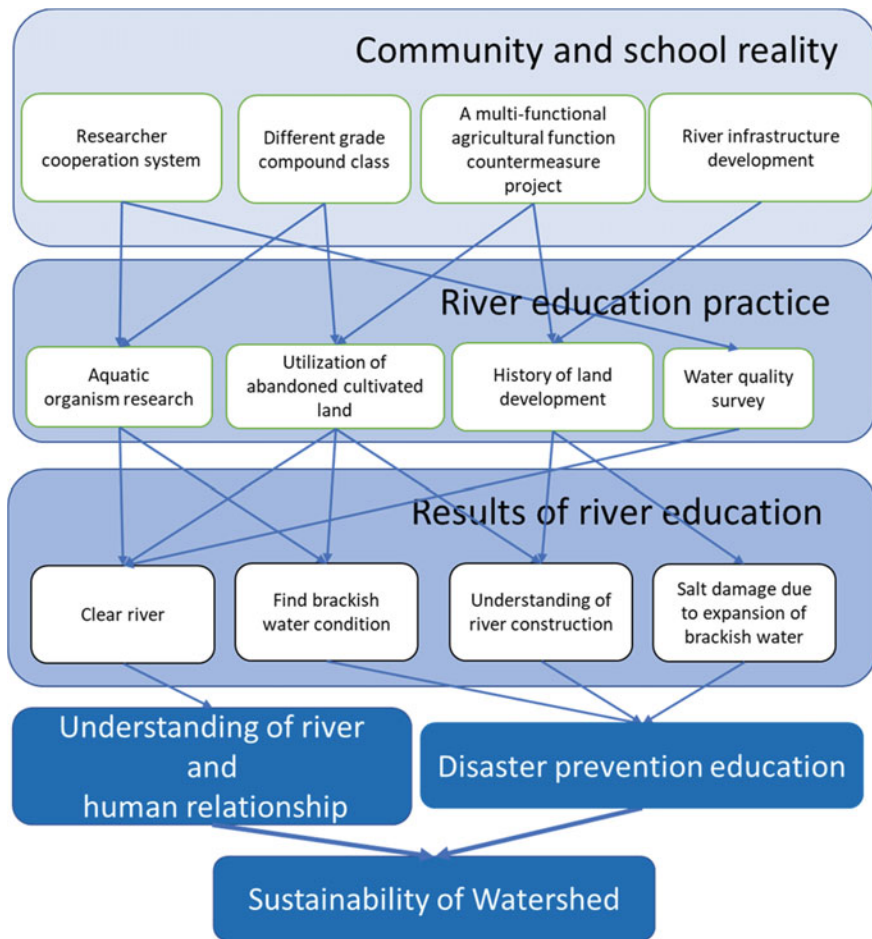 Community and school reality
Researcher
cooperation system
Different grade
compound class
A multi-functional
agricultural function
countermeasure
project
River infrastructure
development
River education practice
Aquatic
organism research
Utilization of
abandoned cultivated
land
History of land
development
Water quality
survey
Results of river education
Clear river
Find brackish
water condition
Understanding of
river construction
Salt damage due
to expansion of
brackish water
Understanding of river
and
human relationship
Disaster prevention education
Sustainability of Watershed